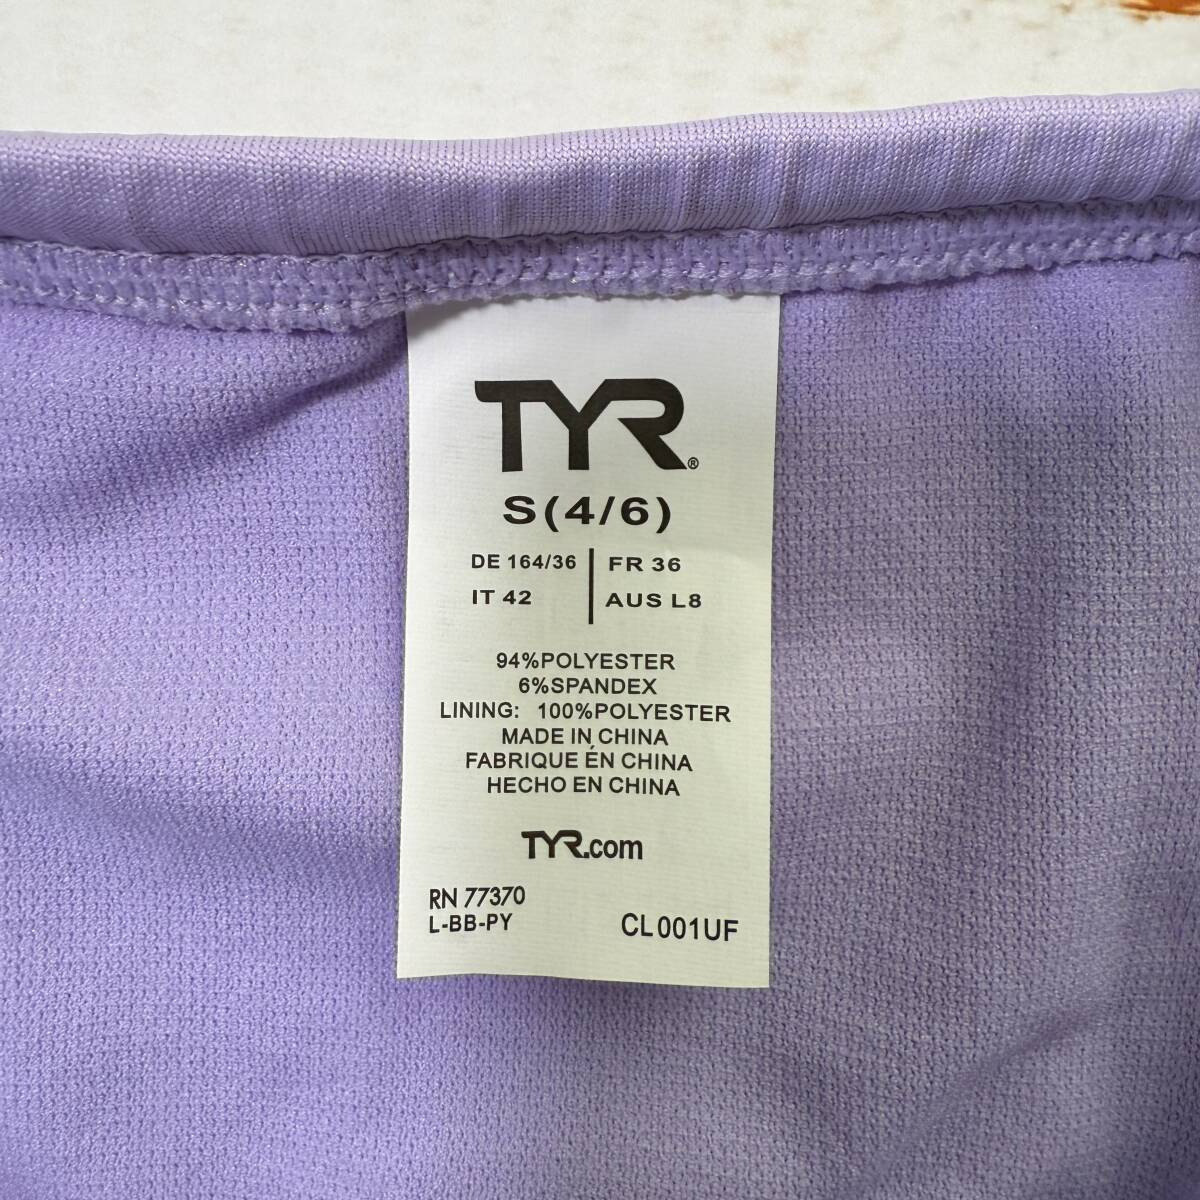 TYR®
S(4/6)
DE 164/36 | FR 36
IT 42 | AUS L8
94%POLYESTER
6%SPANDEX
LINING: 100%POLYESTER
MADE IN CHINA
FABRIQUE ÉN CHINA
HECHO EN CHINA
TYR.com
RN 77370
L-BB-PY CL001UF